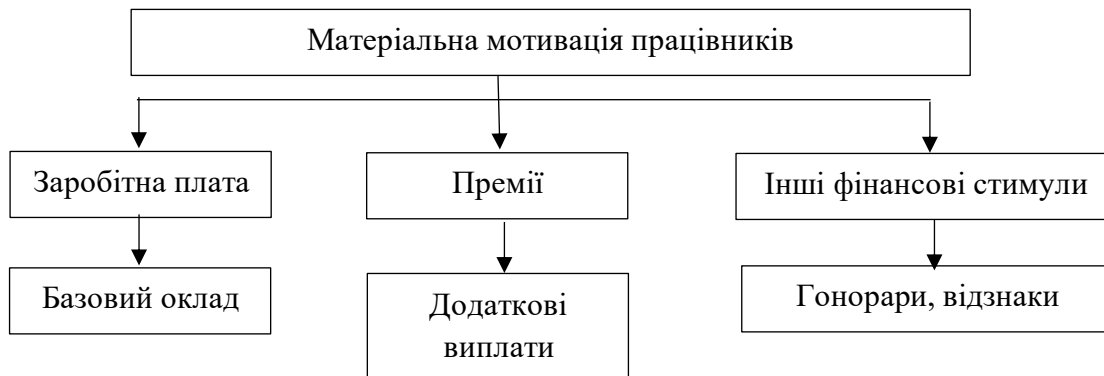 Матеріальна мотивація працівників
Заробітна плата
Премії
Інші фінансові стимули
Базовий оклад
Додаткові
виплати
Гонорари, відзнаки